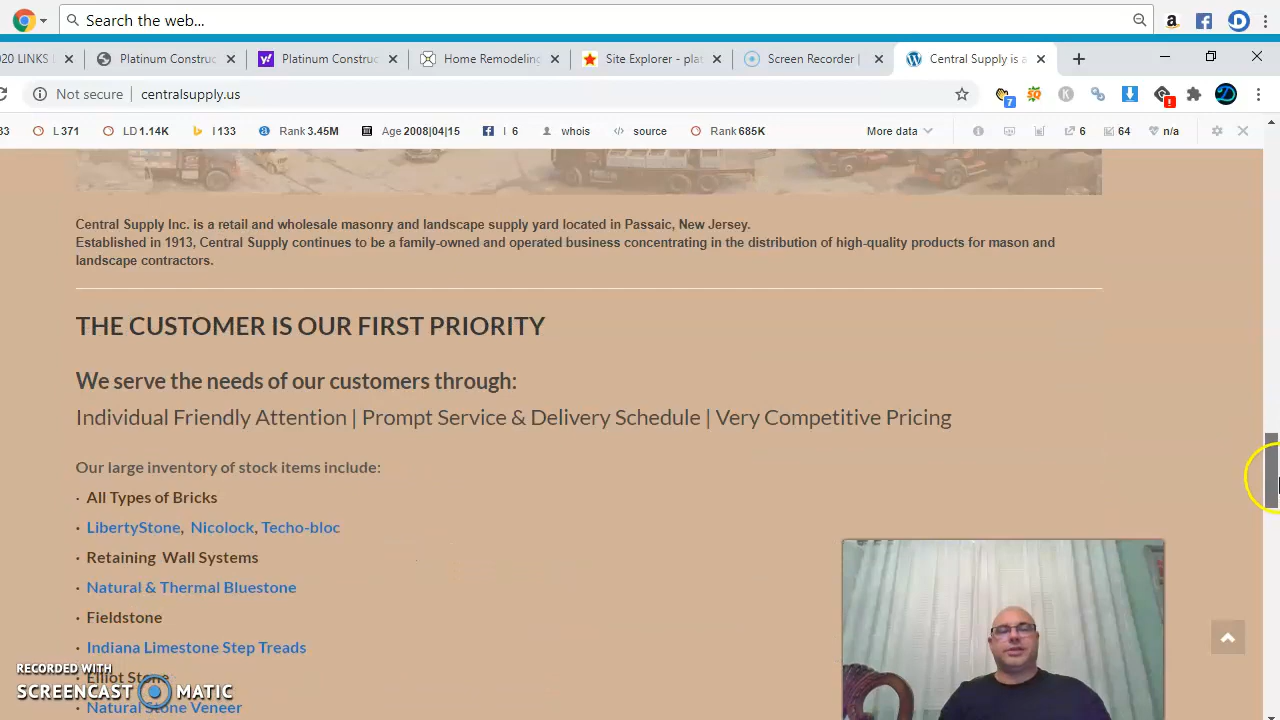 Search the web...
020 LINKS
Platinum Construc
Platinum Construc
Home Remodeling
Site Explorer - plat
Screen Recorder |
Central Supply is a
Not secure
centralsupply.us
7
33
L 371
LD 1.14K
I 133
Rank 3.45M
Age 2008|04|15
I 6
whois
source
Rank 685K
More data
6
64
n/a
Central Supply Inc. is a retail and wholesale masonry and landscape supply yard located in Passaic, New Jersey.
Established in 1913, Central Supply continues to be a family-owned and operated business concentrating in the distribution of high-quality products for mason and
landscape contractors.
THE CUSTOMER IS OUR FIRST PRIORITY
We serve the needs of our customers through:
Individual Friendly Attention | Prompt Service & Delivery Schedule | Very Competitive Pricing
Our large inventory of stock items include:
· All Types of Bricks
· LibertyStone, Nicolock, Techo-bloc
· Retaining Wall Systems
· Natural & Thermal Bluestone
· Fieldstone
· Indiana Limestone Step Treads
· Elliot Stone
· Natural Stone Veneer
RECORDED WITH
SCREENCAST MATIC